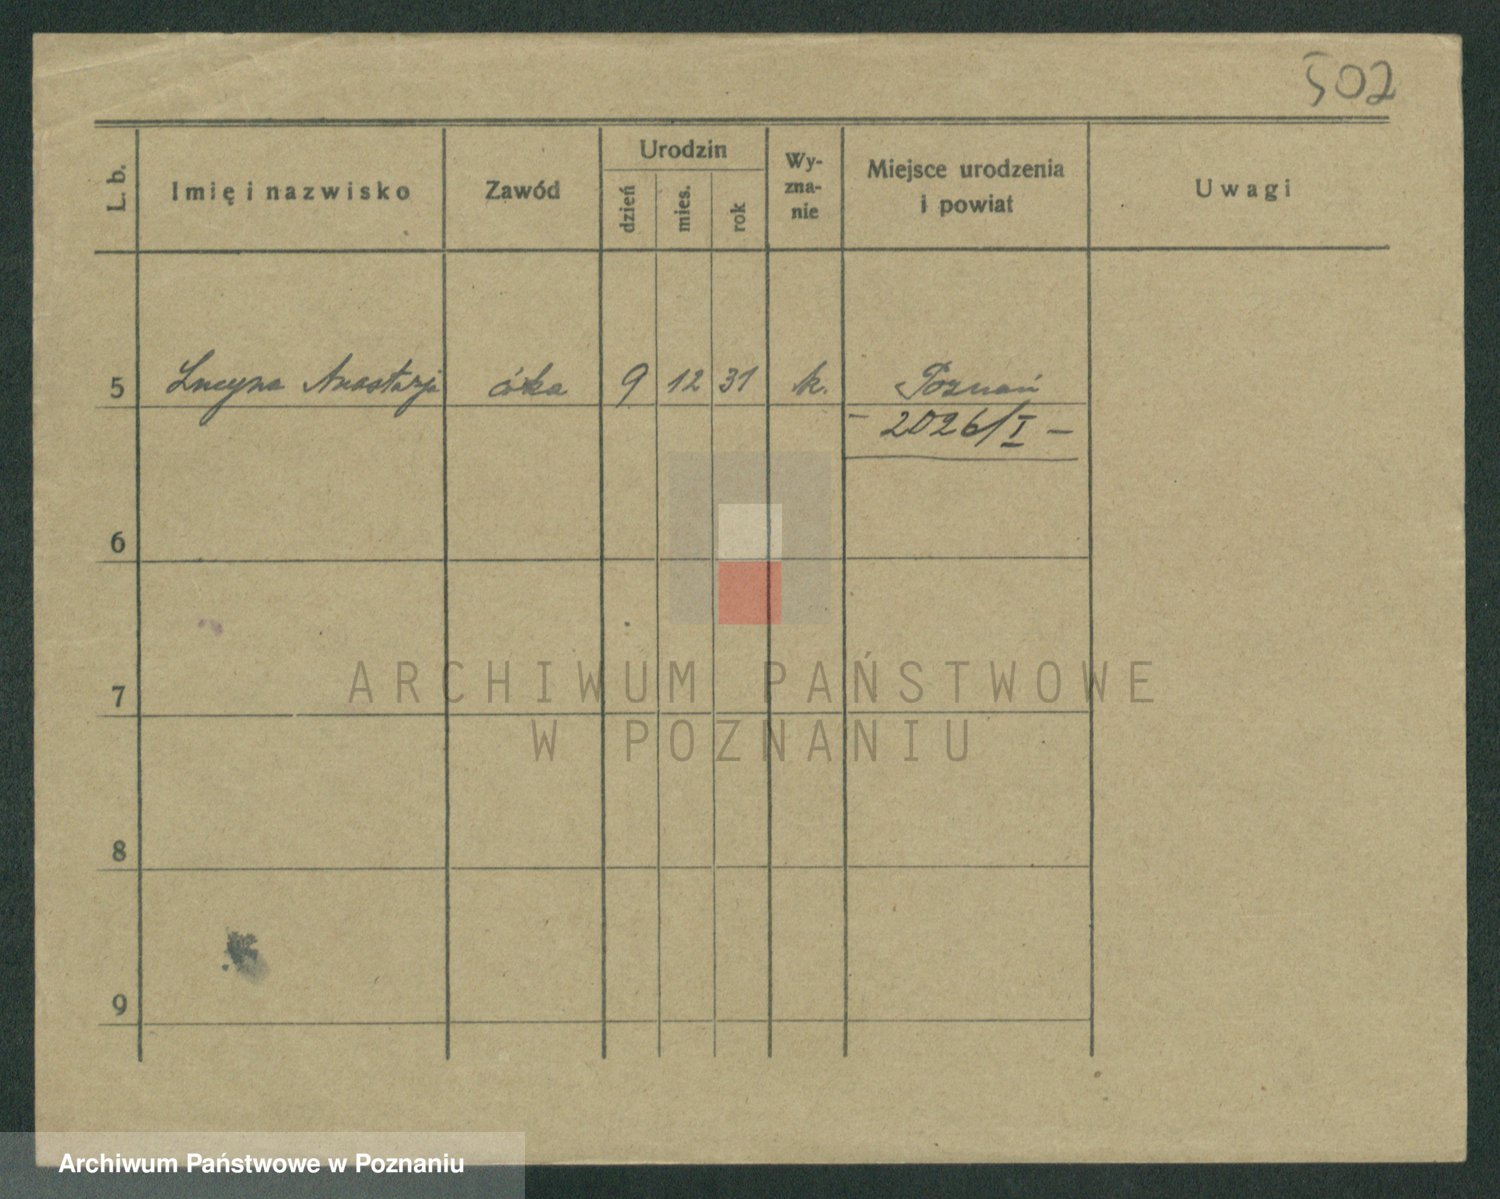 502
L. b.
Imię i nazwisko
Zawód
Urodzin
dzień
mies.
rok
Wy-
zna-
nie
Miejsce urodzenia
i powiat
Uwagi
5 Lucyna Anastazja córka 9 12 31 k. Poznań
- 2026/I -
6
7
8
9
ARCHIWUM PAŃSTWOWE
W POZNANIU
Archiwum Państwowe w Poznaniu